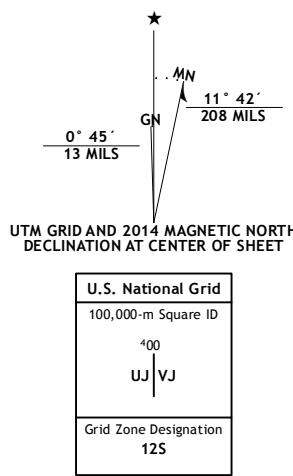 ★
MN
GN
11° 42´
208 MILS
0° 45´
13 MILS
UTM GRID AND 2014 MAGNETIC NORTH
DECLINATION AT CENTER OF SHEET
U.S. National Grid
100,000-m Square ID
⁴00
UJ VJ
Grid Zone Designation
12S